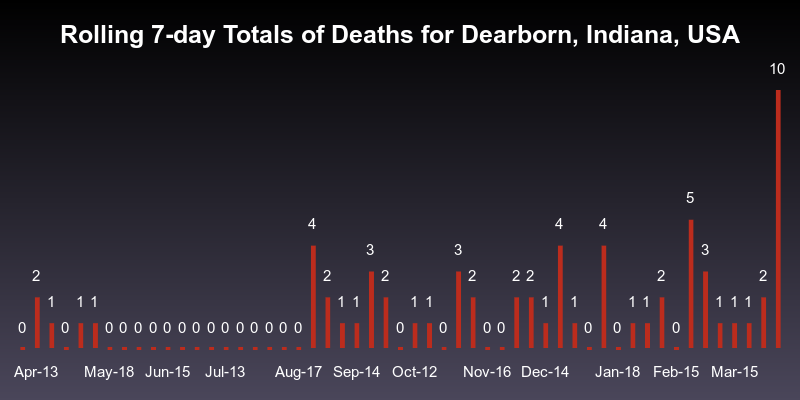 Rolling 7-day Totals of Deaths for Dearborn, Indiana, USA
10
5
4 4 4
3 3 3 3
2 2 2 2 2 2 2 2
1 1 1 1 1 1 1 1 1 1 1 1 1 1 1
0 0 0 0 0 0 0 0 0 0 0 0 0 0 0 0 0 0 0 0 0 0 0
Apr-13 May-18 Jun-15 Jul-13 Aug-17 Sep-14 Oct-12 Nov-16 Dec-14 Jan-18 Feb-15 Mar-15